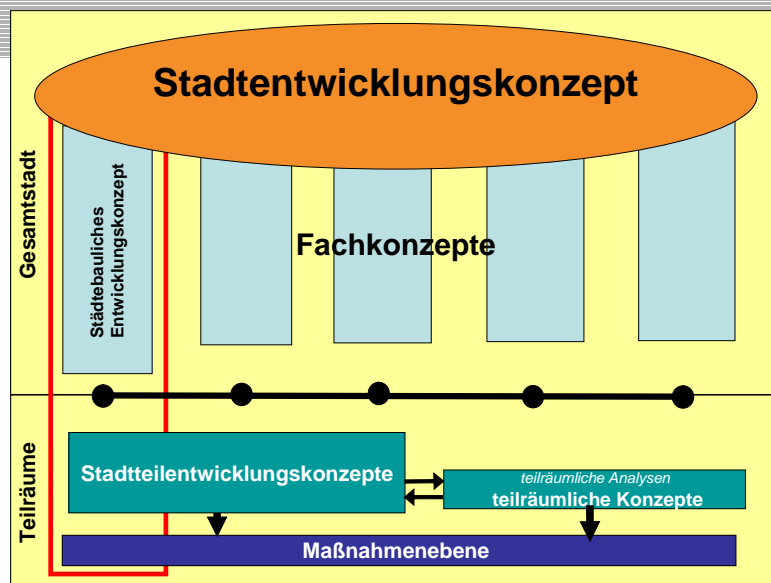 Stadtentwicklungskonzept
Gesamtstadt
Städtebauliches
Entwicklungskonzept
Fachkonzepte
Teilräume
Stadtteilentwicklungskonzepte
teilräumliche Analysen
teilräumliche Konzepte
Maßnahmenebene